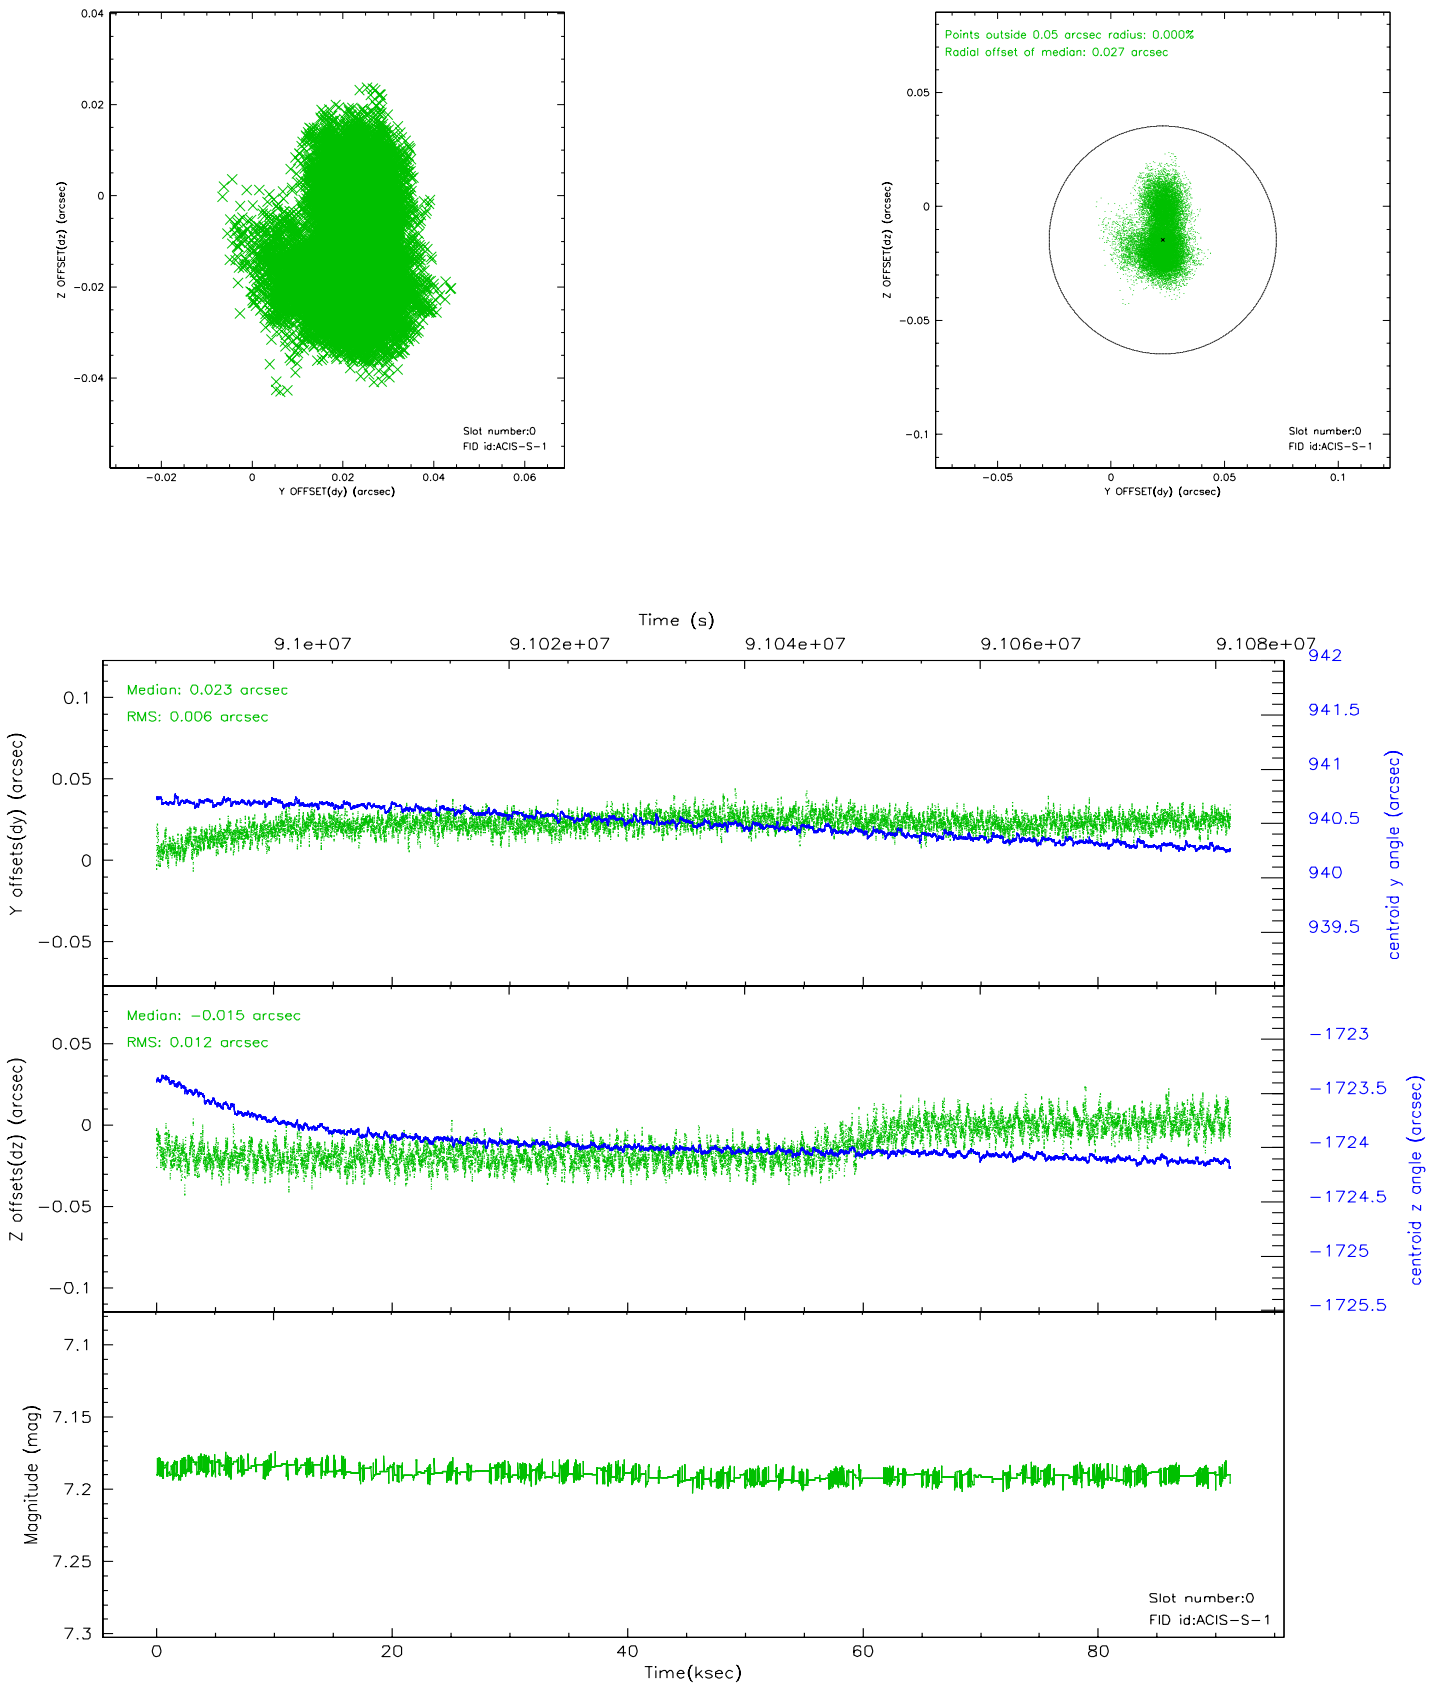 0.04
0.02
0
−0.02
−0.04
Z OFFSET(dz) (arcsec)
Slot number:0
FID id:ACIS−S−1
−0.02
0
0.02
0.04
0.06
Y OFFSET(dy) (arcsec)
Points outside 0.05 arcsec radius: 0.000%
Radial offset of median: 0.027 arcsec
0.05
0
−0.05
−0.1
Z OFFSET(dz) (arcsec)
Slot number:0
FID id:ACIS−S−1
−0.05
0
0.05
0.1
Y OFFSET(dy) (arcsec)
Time (s)
9.1e+07
9.102e+07
9.104e+07
9.106e+07
9.108e+07
Median: 0.023 arcsec
RMS: 0.006 arcsec
0.1
0.05
0
−0.05
Y offsets(dy) (arcsec)
942
941.5
941
940.5
940
939.5
centroid y angle (arcsec)
Median: −0.015 arcsec
RMS: 0.012 arcsec
0.05
0
−0.05
−0.1
Z offsets(dz) (arcsec)
−1723
−1723.5
−1724
−1724.5
−1725
−1725.5
centroid z angle (arcsec)
7.1
7.15
7.2
7.25
7.3
Magnitude (mag)
Slot number:0
FID id:ACIS−S−1
0
20
40
60
80
Time(ksec)